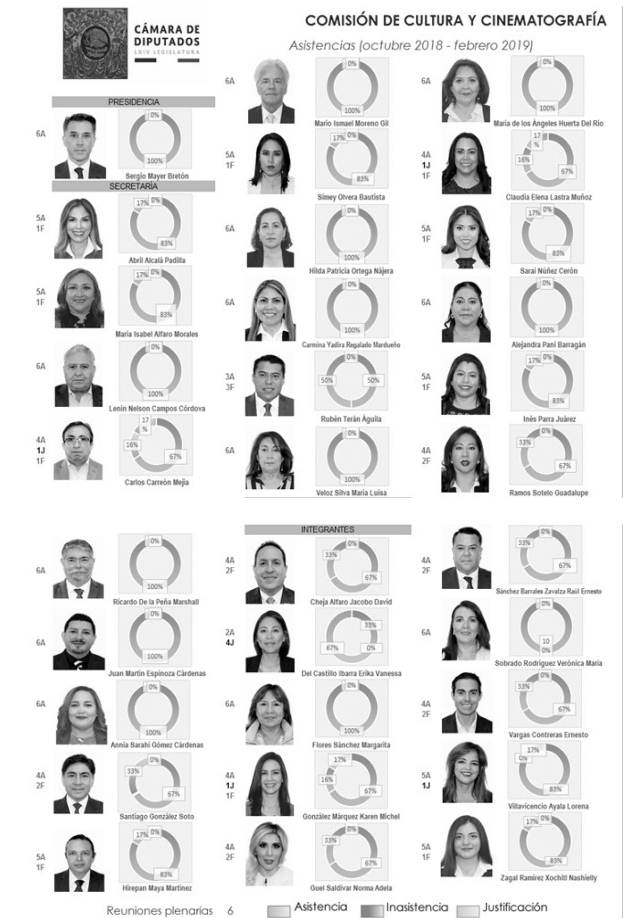 CÁMARA DE
DIPUTADOS
LXIV LEGISLATURA
COMISIÓN DE CULTURA Y CINEMATOGRAFÍA
Asistencias (octubre 2018 - febrero 2019)
PRESIDENCIA
6A
0%
100%
Sergio Mayer Bretón
SECRETARÍA
5A
1F
17% 0%
83%
Abril Alcalá Padilla
5A
1F
17% 0%
83%
María Isabel Alfaro Morales
6A
0%
100%
Lenin Nelson Campos Córdova
4A
1J
1F
17
%
16%
67%
Carlos Carreón Mejía
6A
0%
100%
Mario Ismael Moreno Gil
5A
1F
17% 0%
83%
Simey Olvera Bautista
6A
0%
100%
Hilda Patricia Ortega Nájera
6A
0%
100%
Carmina Yadira Regalado Mardueño
3A
3F
0%
50%
50%
Rubén Terán Águila
6A
0%
100%
Veloz Silva María Luisa
6A
0%
100%
María de los Ángeles Huerta Del Río
4A
1J
1F
17
%
16%
67%
Claudia Elena Lastra Muñoz
5A
1F
17% 0%
83%
Sarai Núñez Cerón
6A
0%
100%
Alejandra Pani Barragán
5A
1F
17% 0%
83%
Inés Parra Juárez
4A
2F
0%
33%
67%
Ramos Sotelo Guadalupe
6A
0%
100%
Ricardo De la Peña Marshall
6A
0%
100%
Juan Martín Espinoza Cárdenas
6A
0%
100%
Annia Sarahí Gómez Cárdenas
4A
2F
0%
33%
67%
Santiago González Soto
5A
1F
17% 0%
83%
Hirepan Maya Martínez
INTEGRANTES
4A
2F
0%
33%
67%
Cheja Alfaro Jacobo David
2A
4J
33%
67%
0%
Del Castillo Ibarra Erika Vanessa
6A
0%
100%
Flores Sánchez Margarita
4A
1J
1F
17%
16%
67%
González Márquez Karen Michel
4A
2F
0%
33%
67%
Guel Saldívar Norma Adela
4A
2F
0%
33%
67%
Sánchez Barrales Zavalza Raúl Ernesto
6A
0%
10
0%
Sobrado Rodríguez Verónica María
4A
2F
0%
33%
67%
Vargas Contreras Ernesto
5A
1J
17%
0%
83%
Villavicencio Ayala Lorena
5A
1F
17% 0%
83%
Zagal Ramírez Xochitl Nashielly
Reuniones plenarias 6
Asistencia
Inasistencia
Justificación